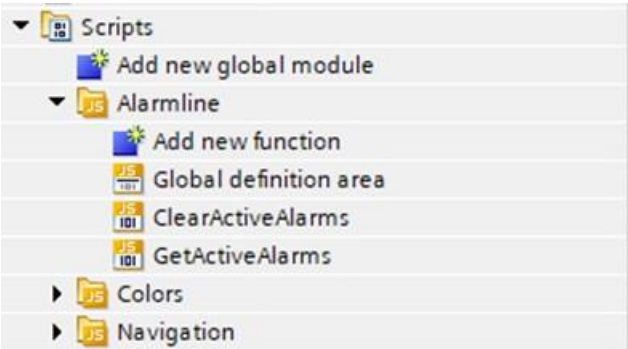 Scripts
Add new global module
Alarmline
Add new function
Global definition area
ClearActiveAlarms
GetActiveAlarms
Colors
Navigation